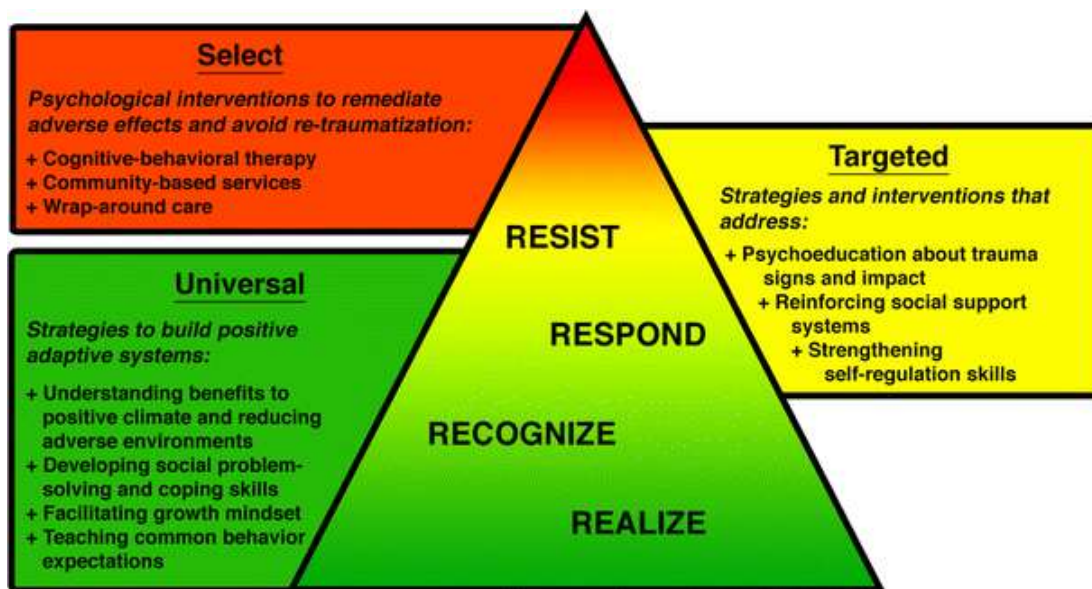 Select
Psychological interventions to remediate
adverse effects and avoid re-traumatization:
+ Cognitive-behavioral therapy
+ Community-based services
+ Wrap-around care
Universal
Strategies to build positive
adaptive systems:
+ Understanding benefits to
positive climate and reducing
adverse environments
+ Developing social problem-
solving and coping skills
+ Facilitating growth mindset
+ Teaching common behavior
expectations
RESIST
RESPOND
RECOGNIZE
REALIZE
Targeted
Strategies and interventions that
address:
+ Psychoeducation about trauma
signs and impact
+ Reinforcing social support
systems
+ Strengthening
self-regulation skills